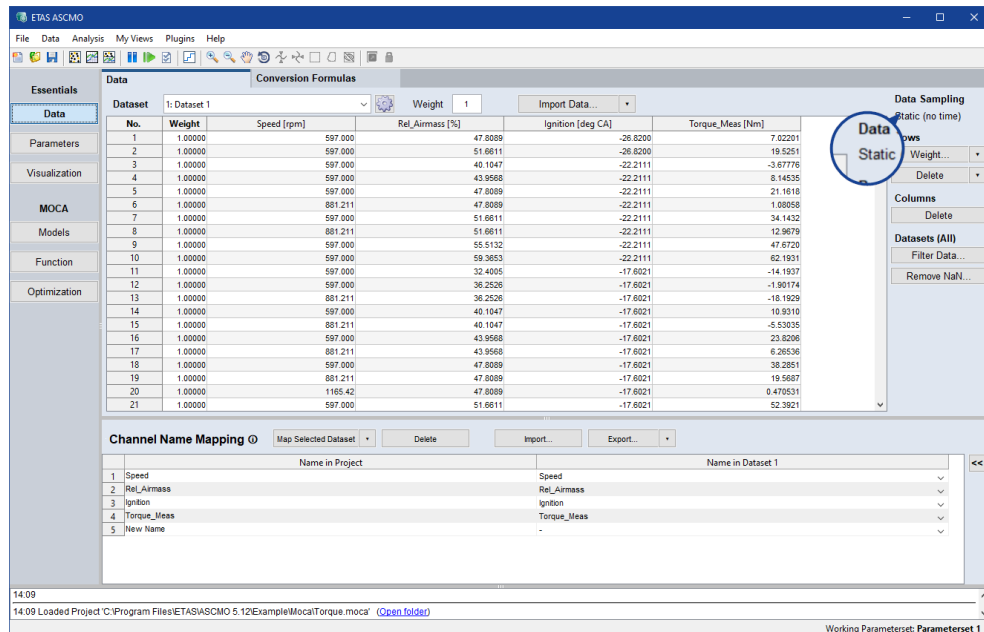 ETAS ASCMO
File Data Analysis My Views Plugins Help
Essentials
Data
Parameters
Visualization
MOCA
Models
Function
Optimization
Data Conversion Formulas
Dataset 1: Dataset 1 Weight 1 Import Data...
No. Weight Speed [rpm] Rel_Airmass [%] Ignition [deg CA] Torque_Meas [Nm]
1 1.00000 597.000 47.8089 -26.8200 7.02201
2 1.00000 597.000 51.6611 -26.8200 19.5251
3 1.00000 597.000 40.1047 -22.2111 -3.67776
4 1.00000 597.000 43.9568 -22.2111 8.14535
5 1.00000 597.000 47.8089 -22.2111 21.1618
6 1.00000 881.211 47.8089 -22.2111 1.08058
7 1.00000 597.000 51.6611 -22.2111 34.1432
8 1.00000 881.211 51.6611 -22.2111 12.9679
9 1.00000 597.000 55.5132 -22.2111 47.6720
10 1.00000 597.000 59.3653 -22.2111 62.1931
11 1.00000 597.000 32.4005 -17.6021 -14.1937
12 1.00000 597.000 36.2526 -17.6021 -1.90174
13 1.00000 881.211 36.2526 -17.6021 -18.1929
14 1.00000 597.000 40.1047 -17.6021 10.9310
15 1.00000 881.211 40.1047 -17.6021 -5.53035
16 1.00000 597.000 43.9568 -17.6021 23.8206
17 1.00000 881.211 43.9568 -17.6021 6.26536
18 1.00000 597.000 47.8089 -17.6021 38.2851
19 1.00000 881.211 47.8089 -17.6021 19.5687
20 1.00000 1165.42 47.8089 -17.6021 0.470531
21 1.00000 597.000 51.6611 -17.6021 52.3921
Data Sampling
Static (no time)
Data
Static
Weight...
Delete
Columns
Delete
Datasets (All)
Filter Data...
Remove NaN...
Channel Name Mapping Map Selected Dataset Delete Import... Export...
Name in Project Name in Dataset 1 <<
1 Speed Speed
2 Rel_Airmass Rel_Airmass
3 Ignition Ignition
4 Torque_Meas Torque_Meas
5 New Name -
14:09
14:09 Loaded Project 'C:\Program Files\ETAS\ASCMO 5.12\Example\Moca\Torque.moca' (Open folder)
Working Parameterset: Parameterset 1